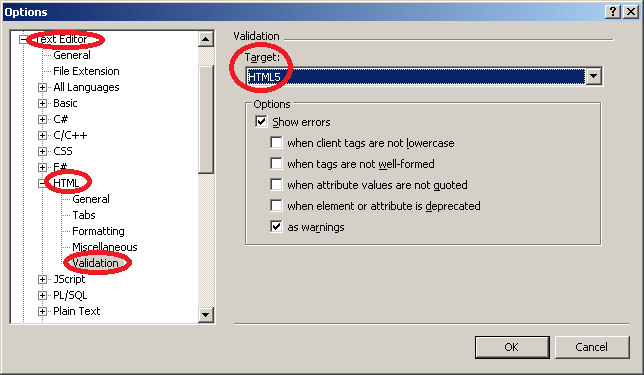 Options
Text Editor
General
File Extension
All Languages
Basic
C#
C/C++
CSS
F#
HTML
General
Tabs
Formatting
Miscellaneous
Validation
JScript
PL/SQL
Plain Text
Validation
Target:
HTML5
Options
Show errors
when client tags are not lowercase
when tags are not well-formed
when attribute values are not quoted
when element or attribute is deprecated
as warnings
OK
Cancel